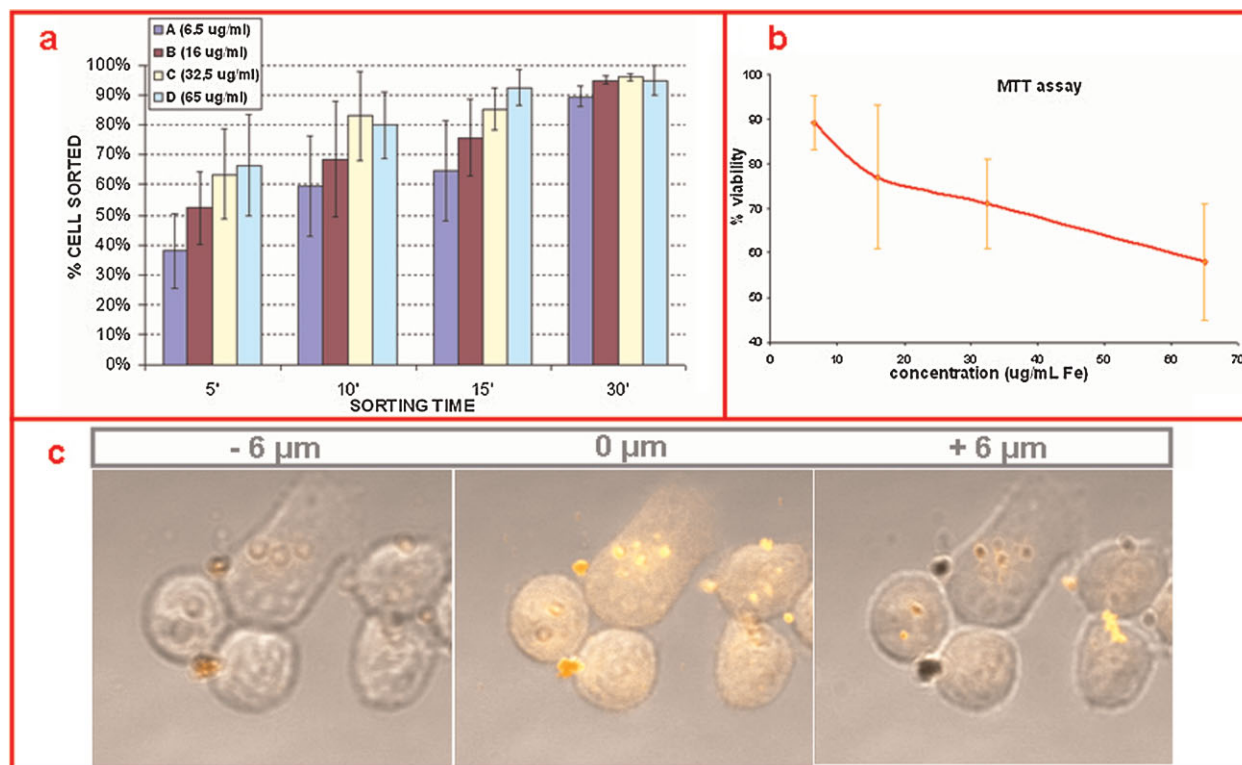 a
A (6.5 ug/ml)
B (16 ug/ml)
C (32,5 ug/ml)
D (65 ug/ml)
100%
90%
80%
70%
60%
50%
40%
30%
20%
10%
0%
% CELL SORTED
5' 10' 15' 30'
SORTING TIME
b
MTT assay
100
90
80
70
60
50
40
% viability
0 10 20 30 40 50 60 70
concentration (ug/mL Fe)
c
- 6 µm 0 µm + 6 µm